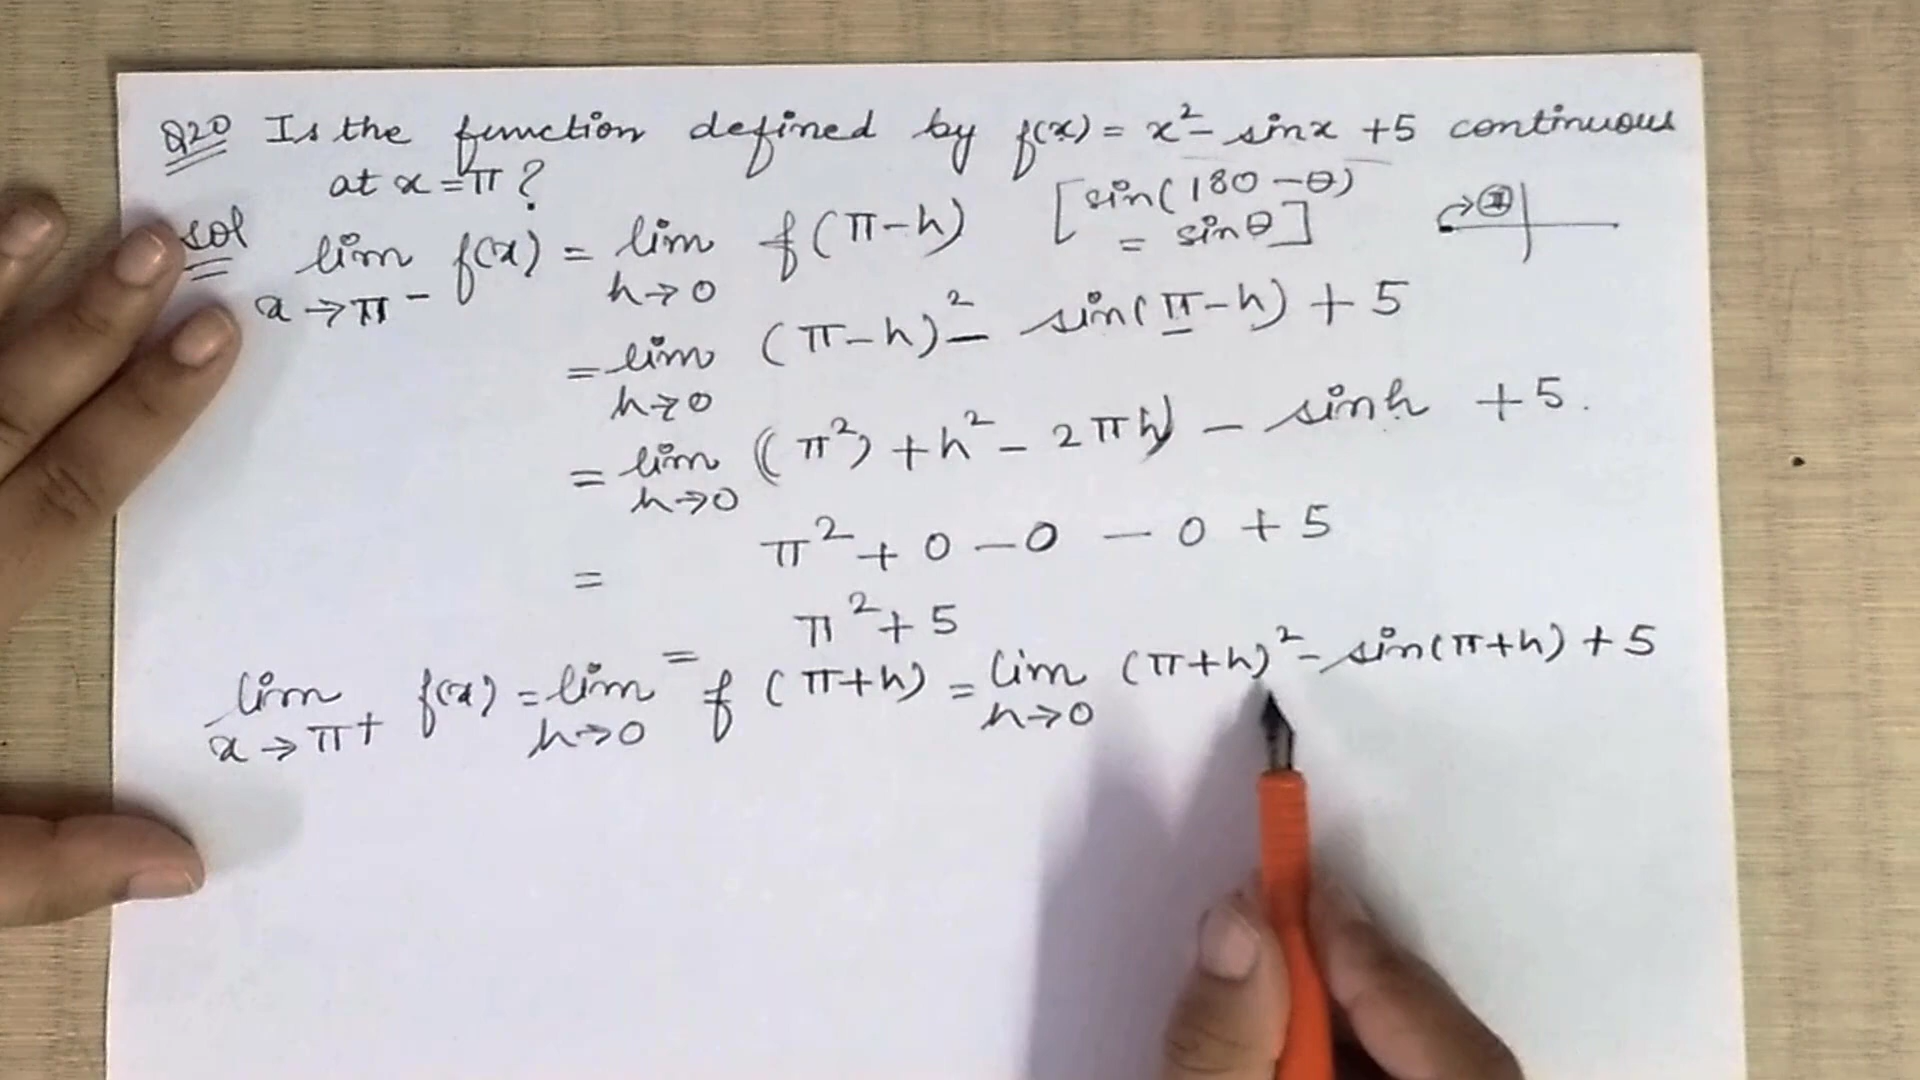 Q20 Is the function defined by f(x) = x² - sinx + 5 continuous
at x = π ?
[sin(180 - θ)
= sinθ]
Sol lim f(x) = lim f(π-h)
x→π- h→0
= lim (π-h)² - sin(π-h) + 5
h→0
= lim ((π²) + h² - 2πh) - sinh + 5.
h→0
= π² + 0 - 0 - 0 + 5
= π² + 5
lim f(x) = lim f(π+h) = lim (π+h)² - sin(π+h) + 5
x→π+ h→0 h→0